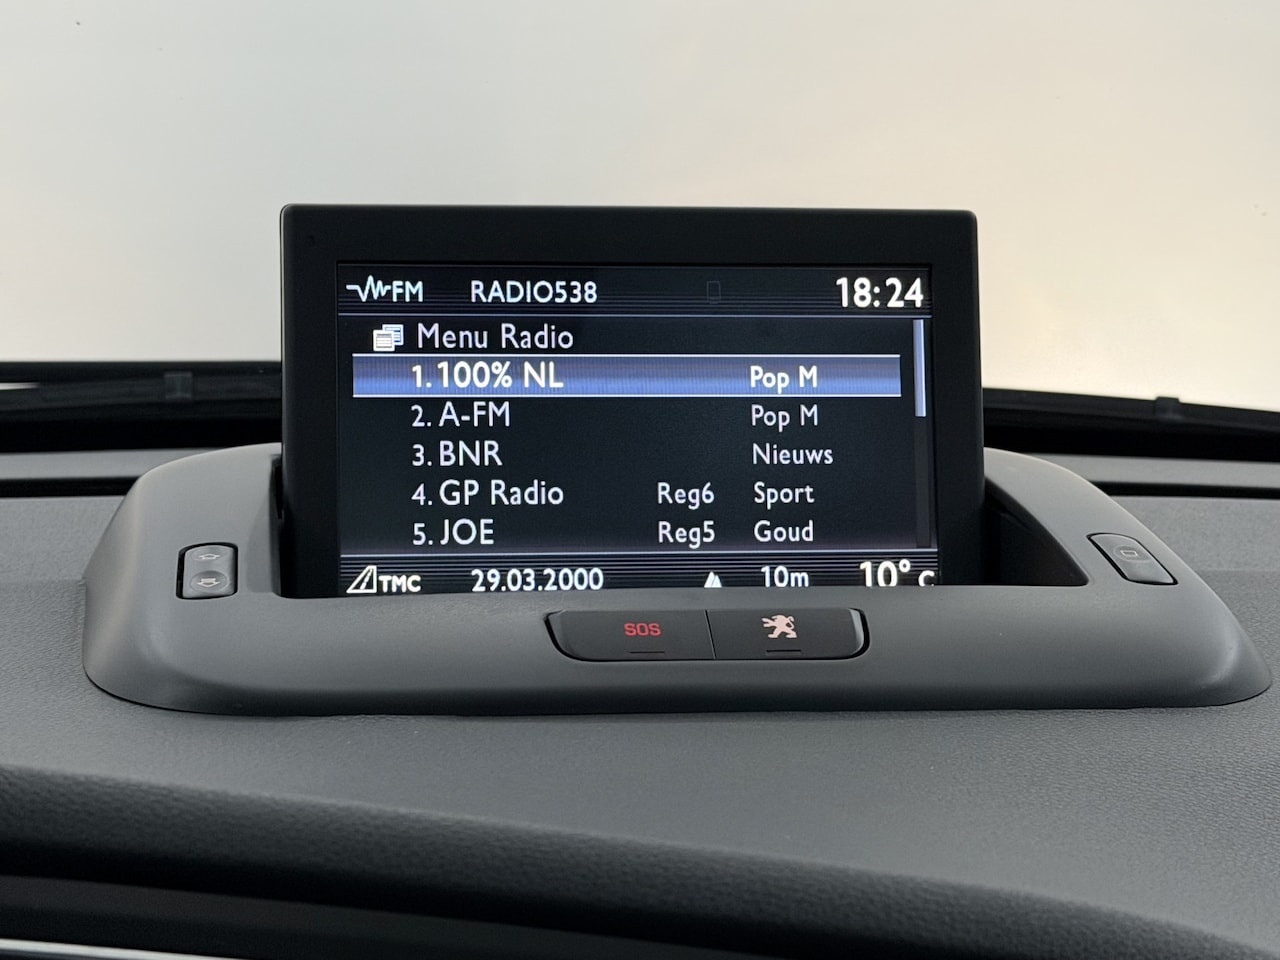 FM RADIO538 18:24
Menu Radio
1. 100% NL Pop M
2. A-FM Pop M
3. BNR Nieuws
4. GP Radio Reg6 Sport
5. JOE Reg5 Goud
TMC 29.03.2000 10m 10° C
SOS